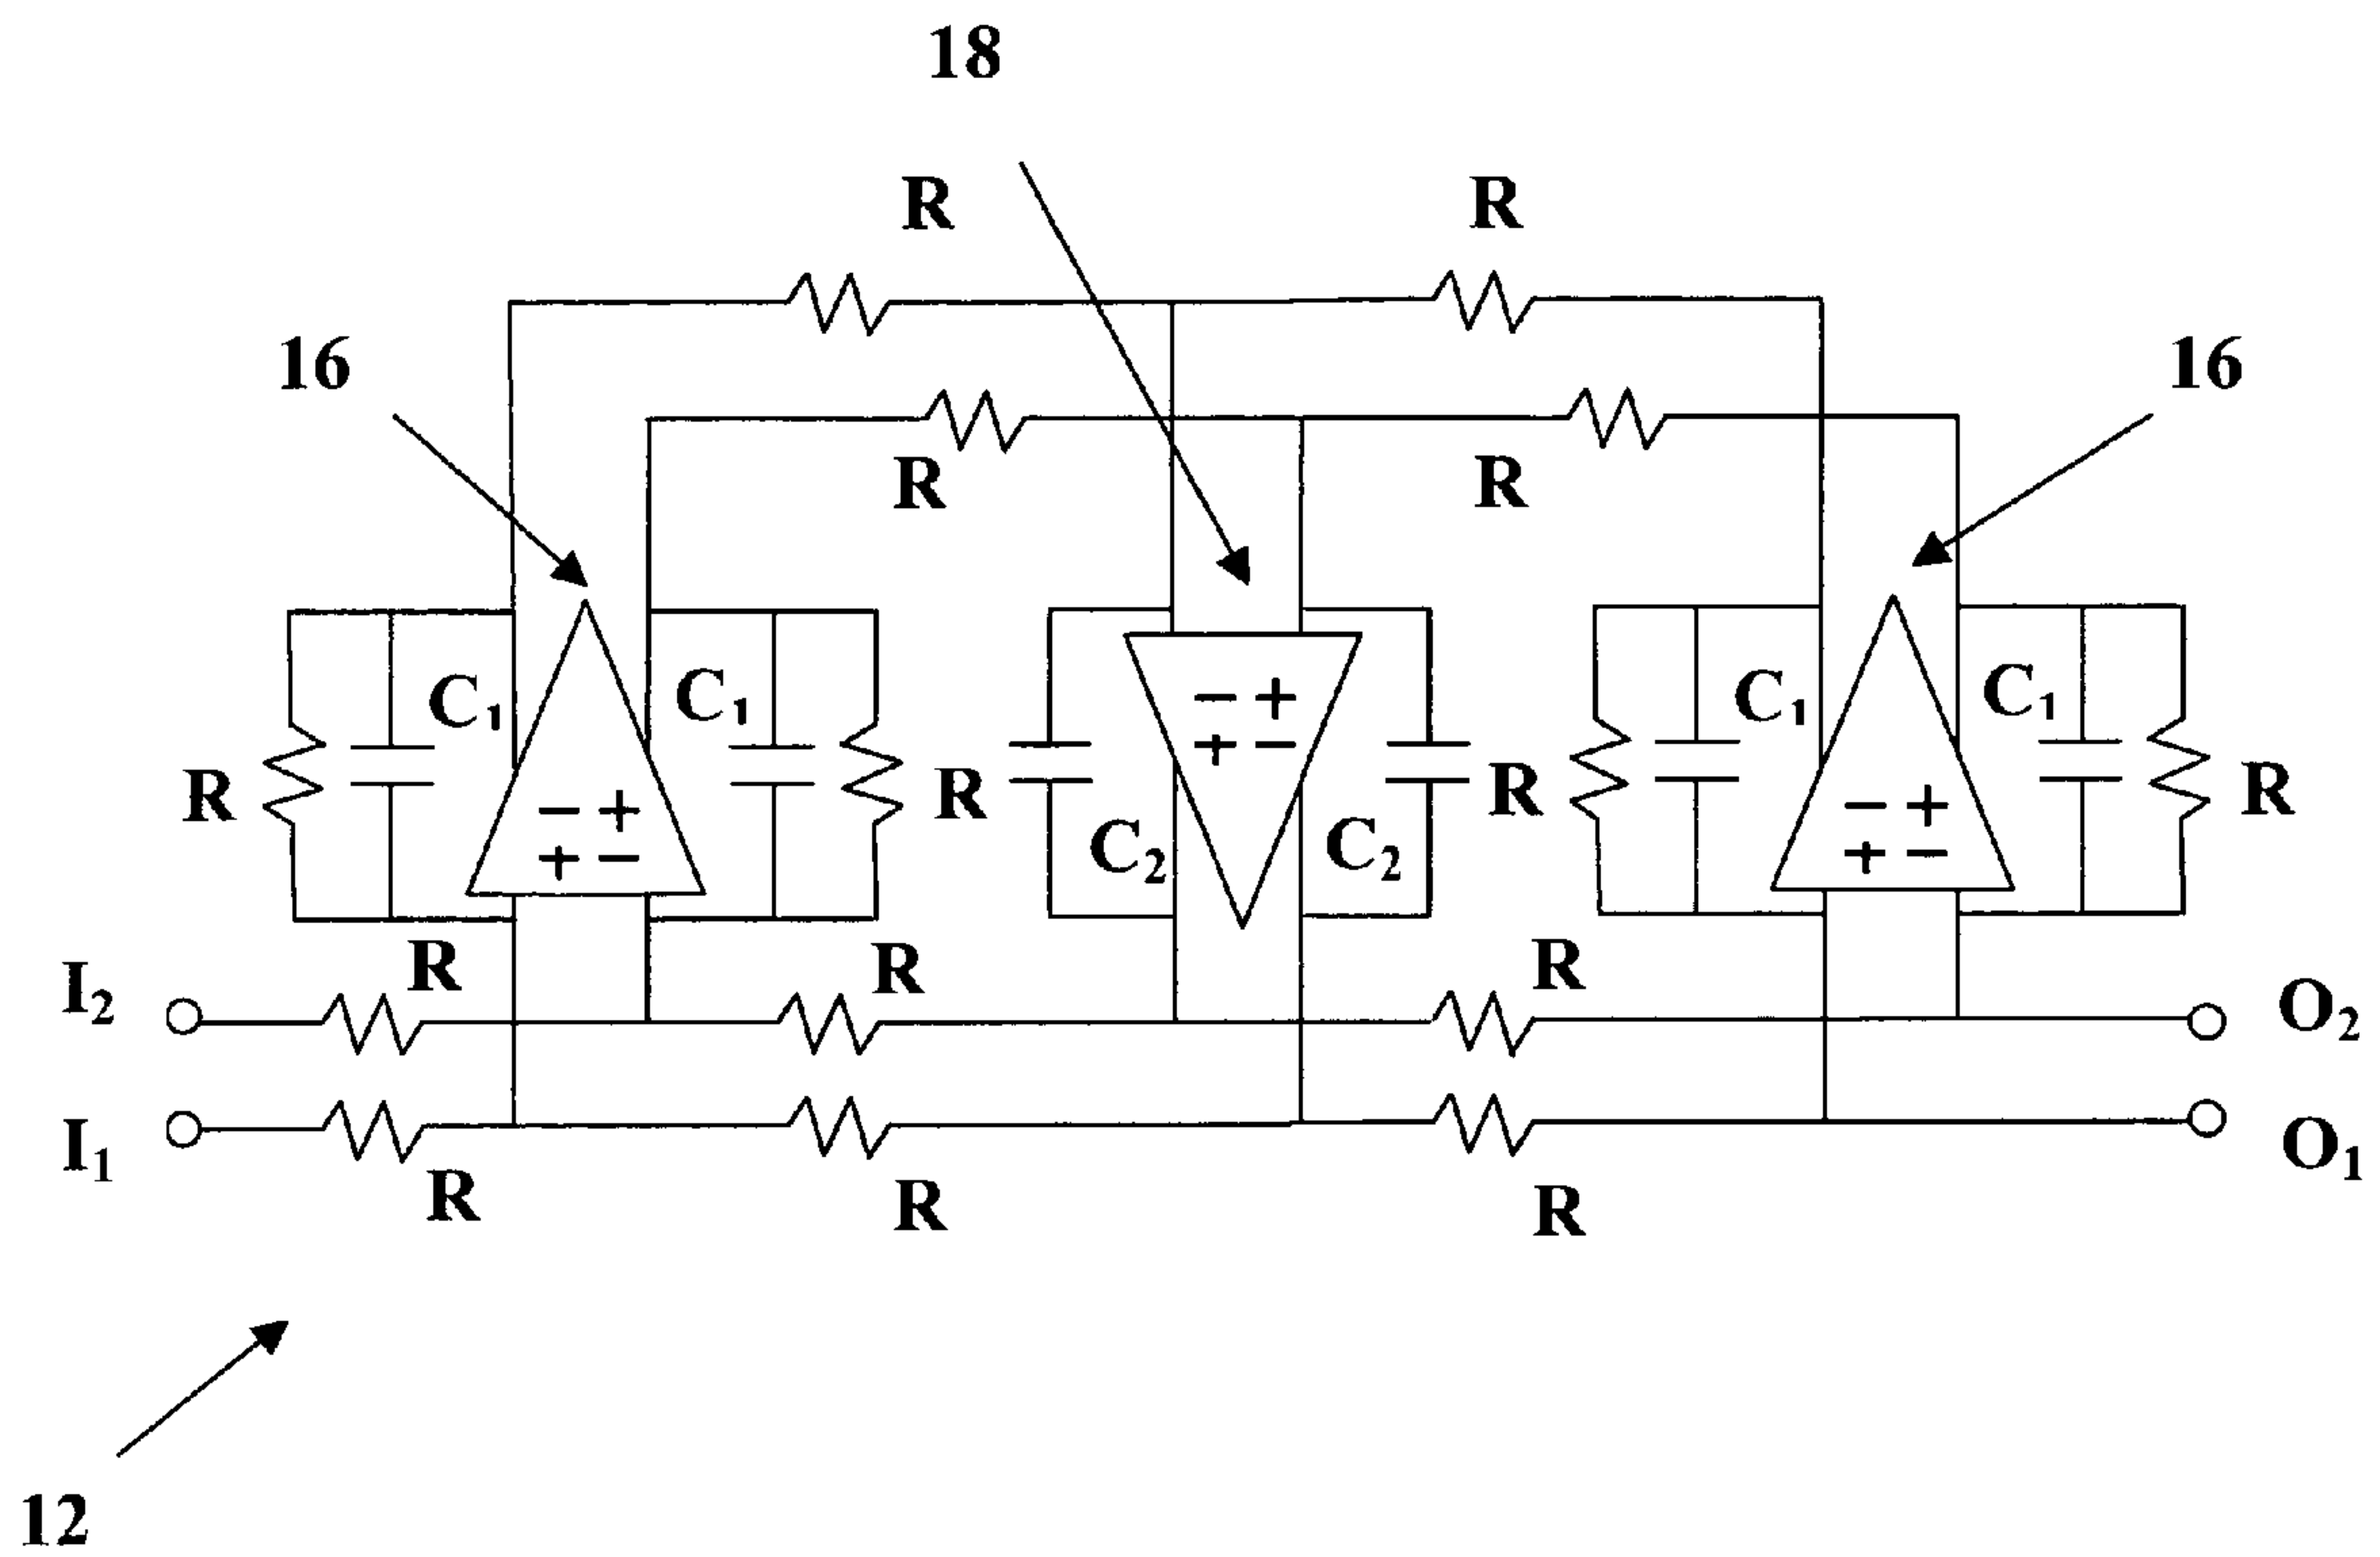 18
R R
16 16
R R
C₁ C₁ C₁ C₁
− + 
+ −
R R R R
− + − +
+ − + −
C₂ C₂
R R R
I₂ O₂
I₁ O₁
R R R
12